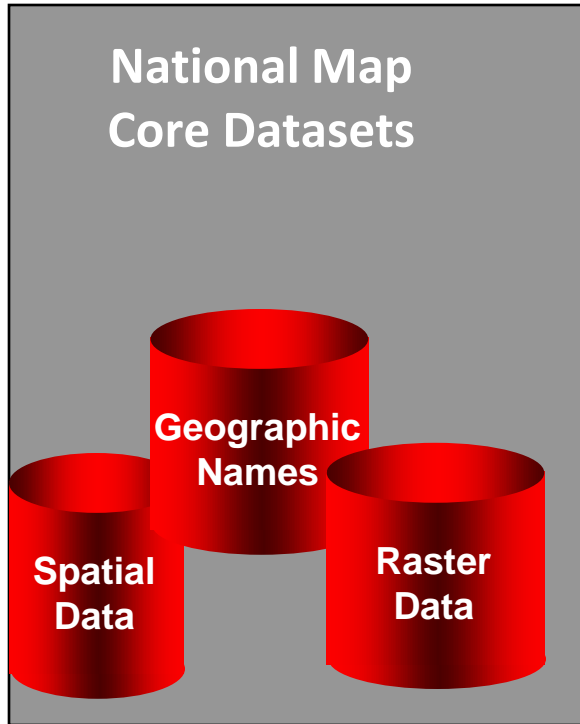 National Map
Core Datasets
Geographic
Names
Spatial
Data
Raster
Data